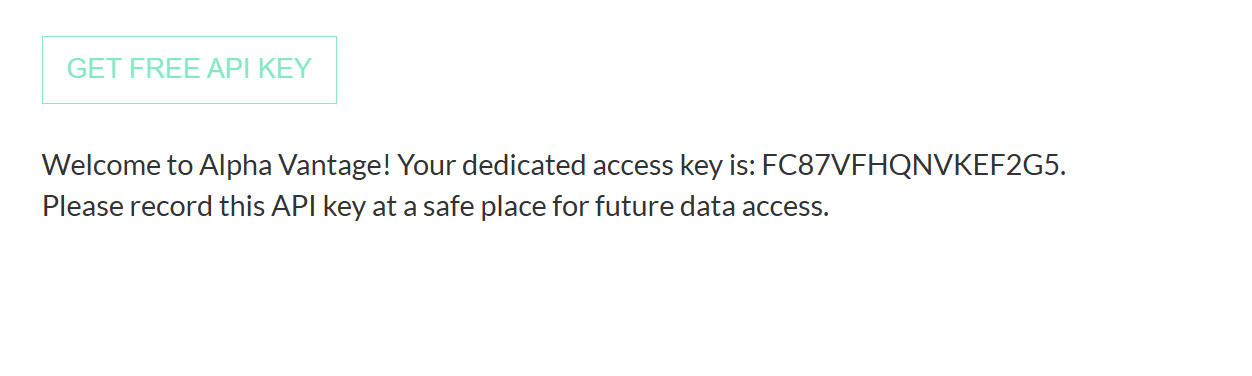 GET FREE API KEY
Welcome to Alpha Vantage! Your dedicated access key is: FC87VFHQNVKEF2G5.
Please record this API key at a safe place for future data access.